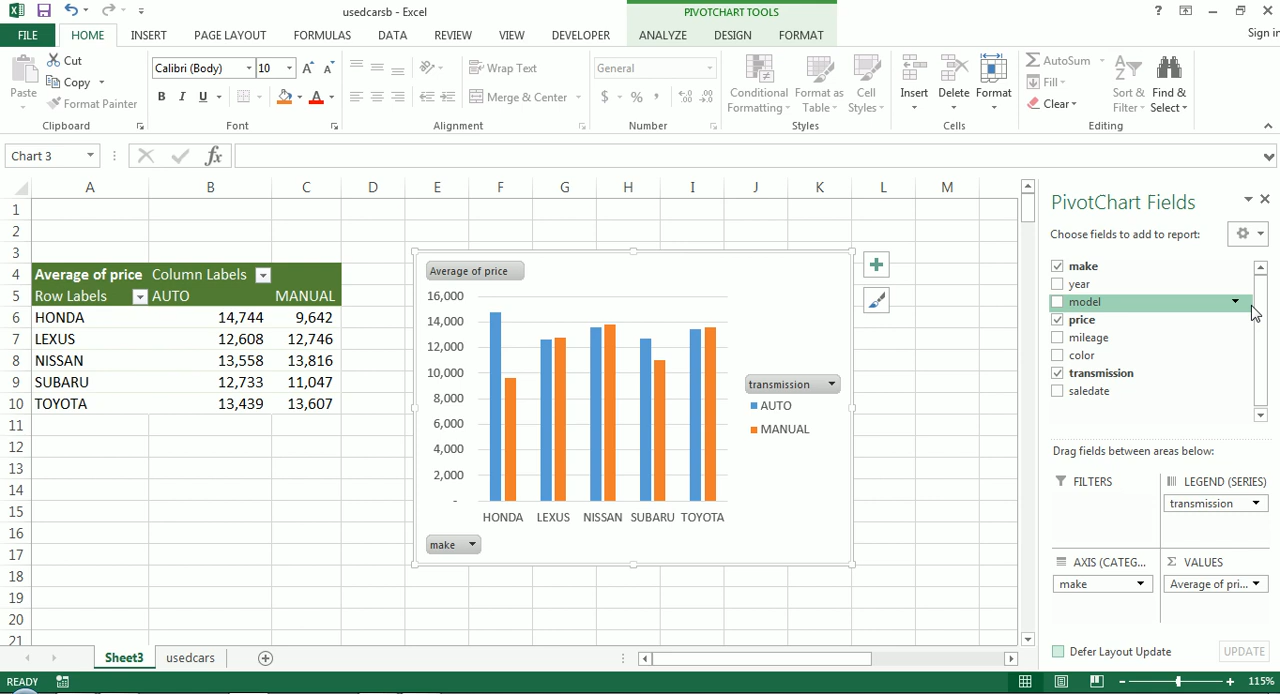 usedcarsb - Excel
PIVOTCHART TOOLS
?
FILE HOME INSERT PAGE LAYOUT FORMULAS DATA REVIEW VIEW DEVELOPER ANALYZE DESIGN FORMAT Sign in
Paste
Cut
Copy
Format Painter
Clipboard
Calibri (Body) 10
B I U A
Font
Wrap Text
Merge & Center
Alignment
General
$ % ,
Number
Conditional Formatting
Format as Table
Cell Styles
Styles
Insert Delete Format
Cells
AutoSum
Fill
Clear
Sort & Filter
Find & Select
Editing
Chart 3 fx
A B C D E F G H I J K L M
1
2
3
4 Average of price Column Labels
5 Row Labels AUTO MANUAL
6 HONDA 14,744 9,642
7 LEXUS 12,608 12,746
8 NISSAN 13,558 13,816
9 SUBARU 12,733 11,047
10 TOYOTA 13,439 13,607
11
12
13
14
15
16
17
18
19
20
21
Average of price
16,000
14,000
12,000
10,000
8,000
6,000
4,000
2,000
-
HONDA LEXUS NISSAN SUBARU TOYOTA
make
transmission
AUTO
MANUAL
PivotChart Fields
Choose fields to add to report:
make
year
model
price
mileage
color
transmission
saledate
Drag fields between areas below:
FILTERS
LEGEND (SERIES)
transmission
AXIS (CATEG...
make
Σ VALUES
Average of pri...
Defer Layout Update UPDATE
Sheet3 usedcars
READY 115%